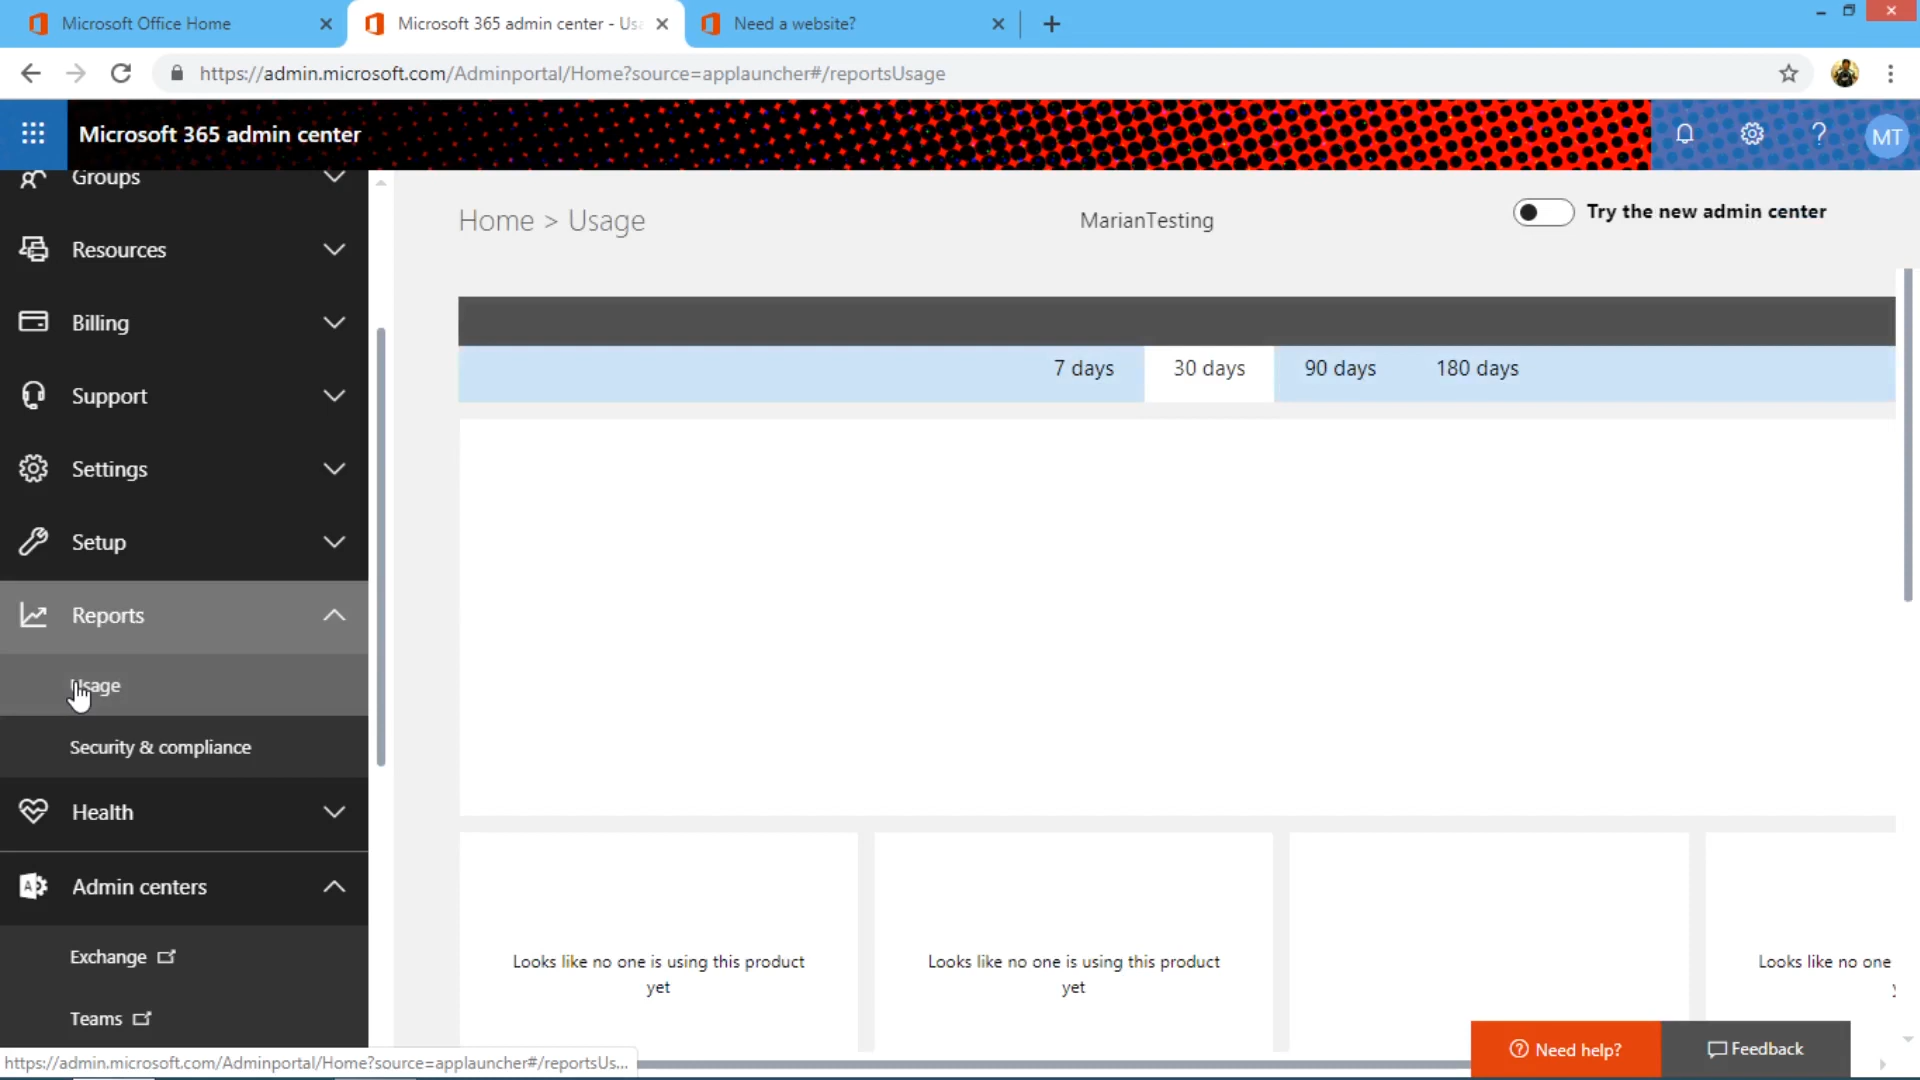 Microsoft Office Home
Microsoft 365 admin center - Us
Need a website?
https://admin.microsoft.com/Adminportal/Home?source=applauncher#/reportsUsage
Microsoft 365 admin center
MT
Groups
Resources
Billing
Support
Settings
Setup
Reports
Usage
Security & compliance
Health
Admin centers
Exchange
Teams
Home > Usage
MarianTesting
Try the new admin center
7 days
30 days
90 days
180 days
Looks like no one is using this product
yet
Looks like no one is using this product
yet
Looks like no one
Need help?
Feedback
https://admin.microsoft.com/Adminportal/Home?source=applauncher#/reportsUs...